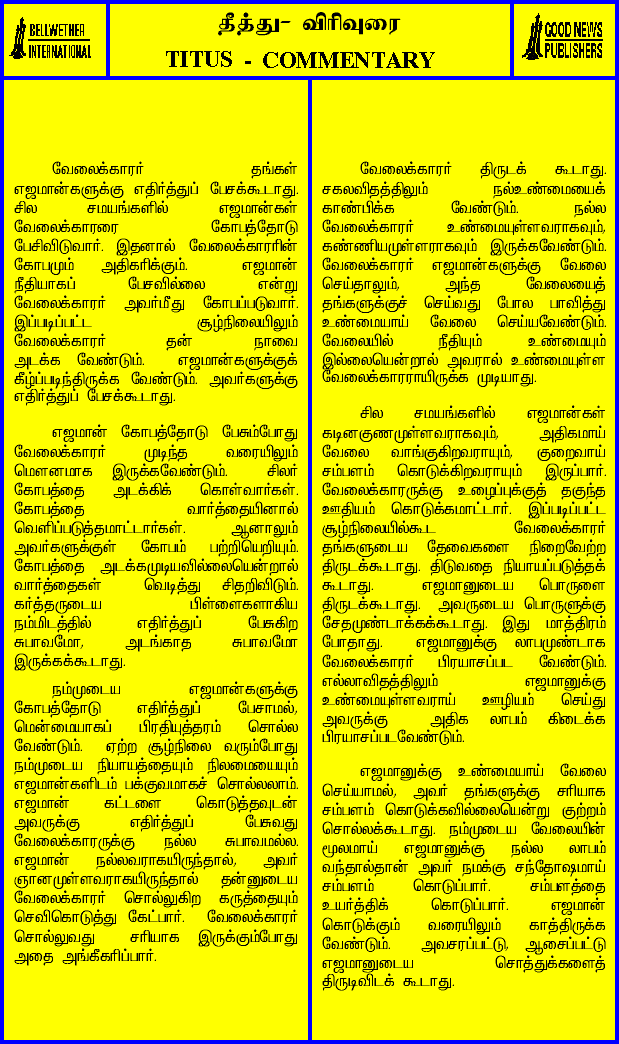 BELLWETHER
INTERNATIONAL
தீத்து- விரிவுரை
TITUS - COMMENTARY
GOOD NEWS
PUBLISHERS
வேலைக்காரர் தங்கள்
எஜமான்களுக்கு எதிர்த்துப் பேசக்கூடாது.
சில சமயங்களில் எஜமான்கள்
வேலைக்காரரை கோபத்தோடு
பேசிவிடுவார். இதனால் வேலைக்காரரின்
கோபமும் அதிகரிக்கும். எஜமான்
நீதியாகப் பேசவில்லை என்று
வேலைக்காரர் அவர்மீது கோபப்படுவார்.
இப்படிப்பட்ட சூழ்நிலையிலும்
வேலைக்காரர் தன் நாவை
அடக்க வேண்டும். எஜமான்களுக்குக்
கீழ்ப்படிந்திருக்க வேண்டும். அவர்களுக்கு
எதிர்த்துப் பேசக்கூடாது.
எஜமான் கோபத்தோடு பேசும்போது
வேலைக்காரர் முடிந்த வரையிலும்
மௌனமாக இருக்கவேண்டும். சிலர்
கோபத்தை அடக்கிக் கொள்வார்கள்.
கோபத்தை வார்த்தையினால்
வெளிப்படுத்தமாட்டார்கள். ஆனாலும்
அவர்களுக்குள் கோபம் பற்றியெறியும்.
கோபத்தை அடக்கமுடியவில்லையென்றால்
வார்த்தைகள் வெடித்து சிதறிவிடும்.
கர்த்தருடைய பிள்ளைகளாகிய
நம்மிடத்தில் எதிர்த்துப் பேசுகிற
சுபாவமோ, அடங்காத சுபாவமோ
இருக்கக்கூடாது.
நம்முடைய எஜமான்களுக்கு
கோபத்தோடு எதிர்த்துப் பேசாமல்,
மென்மையாகப் பிரதியுத்தரம் சொல்ல
வேண்டும். ஏற்ற சூழ்நிலை வரும்போது
நம்முடைய நியாயத்தையும் நிலமையையும்
எஜமான்களிடம் பக்குவமாகச் சொல்லலாம்.
எஜமான் கட்டளை கொடுத்தவுடன்
அவருக்கு எதிர்த்துப் பேசுவது
வேலைக்காரருக்கு நல்ல சுபாவமல்ல.
எஜமான் நல்லவராகயிருந்தால், அவர்
ஞானமுள்ளவராகயிருந்தால் தன்னுடைய
வேலைக்காரர் சொல்லுகிற கருத்தையும்
செவிகொடுத்து கேட்பார். வேலைக்காரர்
சொல்லுவது சரியாக இருக்கும்போது
அதை அங்கீகரிப்பார்.
வேலைக்காரர் திருடக் கூடாது.
சகலவிதத்திலும் நல்உண்மையைக்
காண்பிக்க வேண்டும். நல்ல
வேலைக்காரர் உண்மையுள்ளவராகவும்,
கண்ணியமுள்ளராகவும் இருக்கவேண்டும்.
வேலைக்காரர் எஜமான்களுக்கு வேலை
செய்தாலும், அந்த வேலையைத்
தங்களுக்குச் செய்வது போல பாவித்து
உண்மையாய் வேலை செய்யவேண்டும்.
வேலையில் நீதியும் உண்மையும்
இல்லையென்றால் அவரால் உண்மையுள்ள
வேலைக்காரராயிருக்க முடியாது.
சில சமயங்களில் எஜமான்கள்
கடினகுணமுள்ளவராகவும், அதிகமாய்
வேலை வாங்குகிறவராயும், குறைவாய்
சம்பளம் கொடுக்கிறவராயும் இருப்பார்.
வேலைக்காரருக்கு உழைப்புக்குத் தகுந்த
ஊதியம் கொடுக்கமாட்டார். இப்படிப்பட்ட
சூழ்நிலையில்கூட வேலைக்காரர்
தங்களுடைய தேவைகளை நிறைவேற்ற
திருடக்கூடாது. திடுவதை நியாயப்படுத்தக்
கூடாது. எஜமானுடைய பொருளை
திருடக்கூடாது. அவருடைய பொருளுக்கு
சேதமுண்டாக்கக்கூடாது. இது மாத்திரம்
போதாது. எஜமானுக்கு லாபமுண்டாக
வேலைக்காரர் பிரயாசப்பட வேண்டும்.
எல்லாவிதத்திலும் எஜமானுக்கு
உண்மையுள்ளவராய் ஊழியம் செய்து
அவருக்கு அதிக லாபம் கிடைக்க
பிரயாசப்படவேண்டும்.
எஜமானுக்கு உண்மையாய் வேலை
செய்யாமல், அவர் தங்களுக்கு சரியாக
சம்பளம் கொடுக்கவில்லையென்று குற்றம்
சொல்லக்கூடாது. நம்முடைய வேலையின்
மூலமாய் எஜமானுக்கு நல்ல லாபம்
வந்தால்தான் அவர் நமக்கு சந்தோஷமாய்
சம்பளம் கொடுப்பார். சம்பளத்தை
உயர்த்திக் கொடுப்பார். எஜமான்
கொடுக்கும் வரையிலும் காத்திருக்க
வேண்டும். அவசரப்பட்டு, ஆசைப்பட்டு
எஜமானுடைய சொத்துக்களைத்
திருடிவிடக் கூடாது.